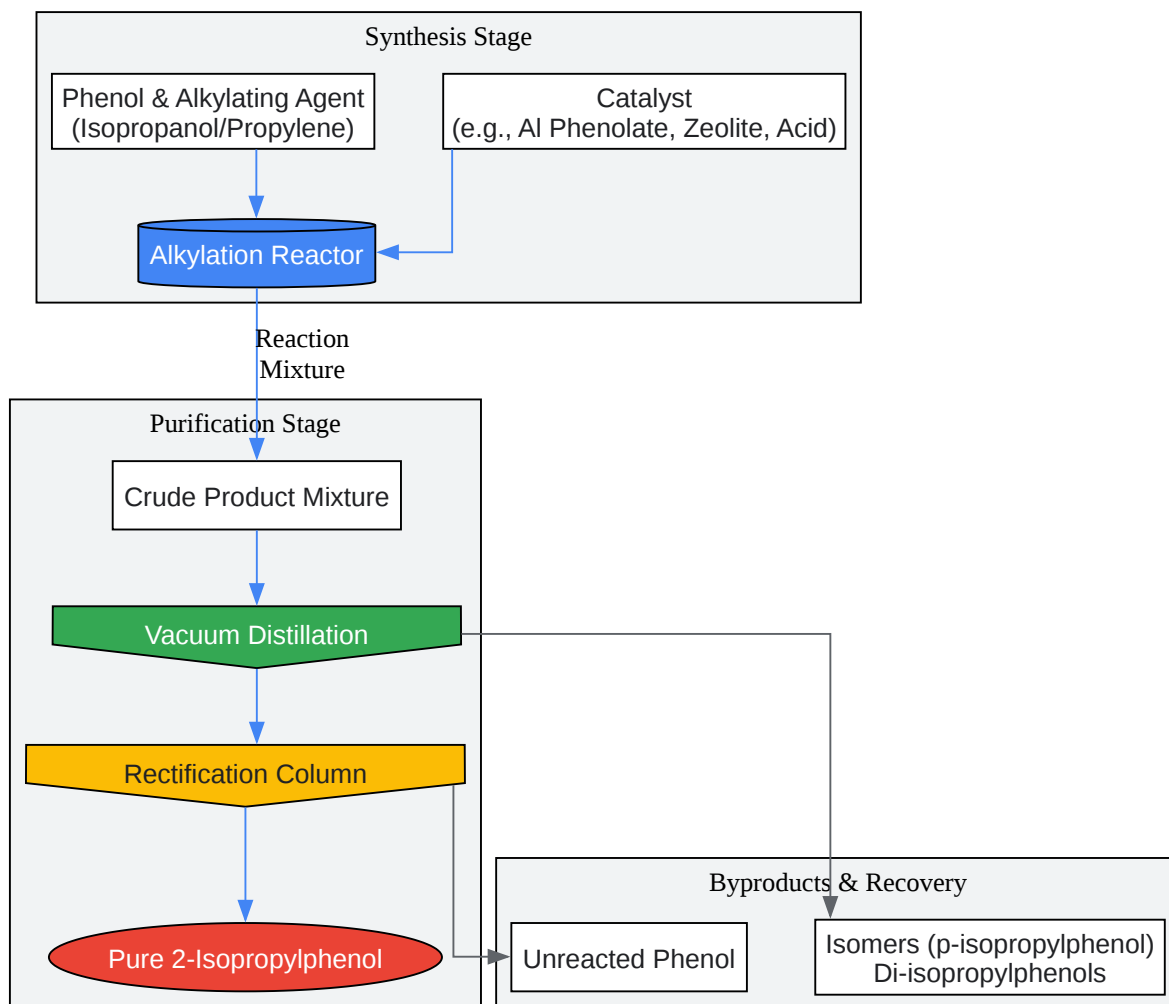 Synthesis Stage
Phenol & Alkylating Agent
(Isopropanol/Propylene)
Catalyst
(e.g., Al Phenolate, Zeolite, Acid)
Alkylation Reactor
Reaction
Mixture
Purification Stage
Crude Product Mixture
Vacuum Distillation
Rectification Column
Pure 2-Isopropylphenol
Byproducts & Recovery
Unreacted Phenol
Isomers (p-isopropylphenol)
Di-isopropylphenols